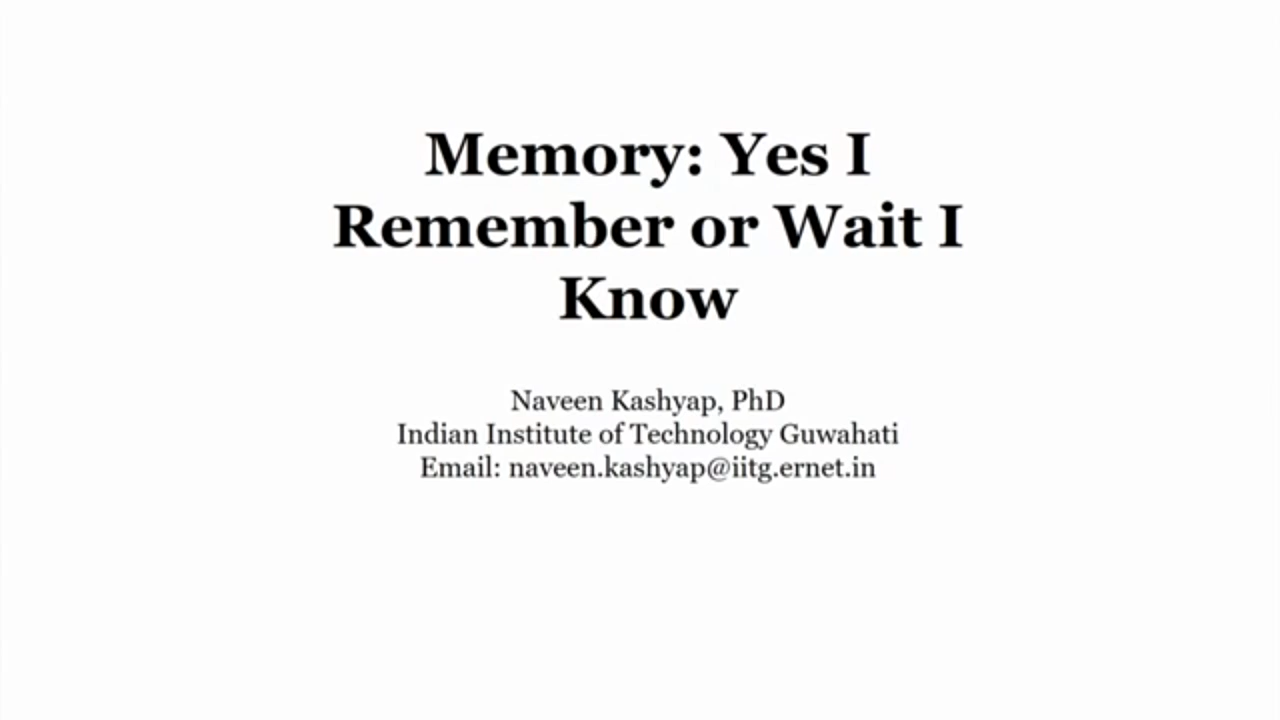 Memory: Yes I
Remember or Wait I
Know
Naveen Kashyap, PhD
Indian Institute of Technology Guwahati
Email: naveen.kashyap@iitg.ernet.in